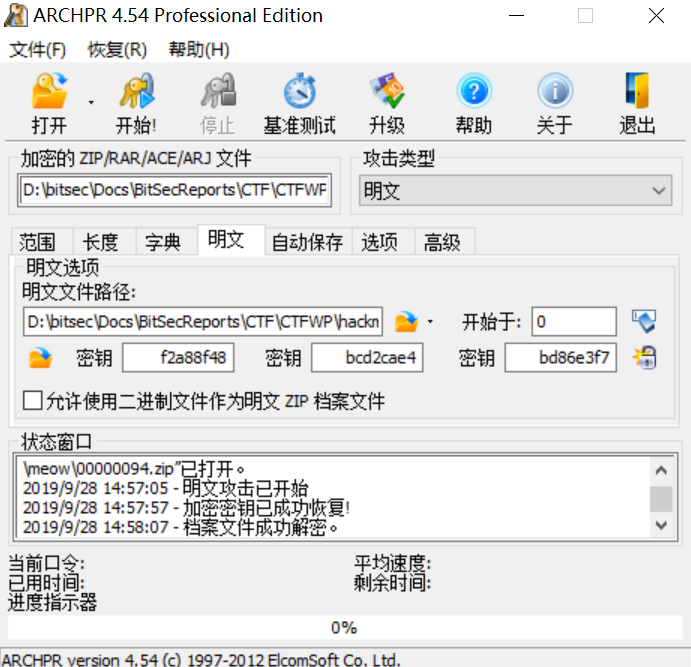 ARCHPR 4.54 Professional Edition
文件(F) 恢复(R) 帮助(H)
打开 开始! 停止 基准测试 升级 帮助 关于 退出
加密的 ZIP/RAR/ACE/ARJ 文件 攻击类型
D:\bitsec\Docs\BitSecReports\CTF\CTFWP 明文
范围 长度 字典 明文 自动保存 选项 高级
明文选项
明文文件路径:
D:\bitsec\Docs\BitSecReports\CTF\CTFWP\hackn 开始于: 0
密钥 f2a88f48 密钥 bcd2cae4 密钥 bd86e3f7
允许使用二进制文件作为明文 ZIP 档案文件
状态窗口
\meow\00000094.zip"已打开。
2019/9/28 14:57:05 - 明文攻击已开始
2019/9/28 14:57:57 - 加密密钥已成功恢复!
2019/9/28 14:58:07 - 档案文件成功解密。
当前口令: 平均速度:
已用时间: 剩余时间:
进度指示器
0%
ARCHPR version 4.54 (c) 1997-2012 ElcomSoft Co. Ltd.